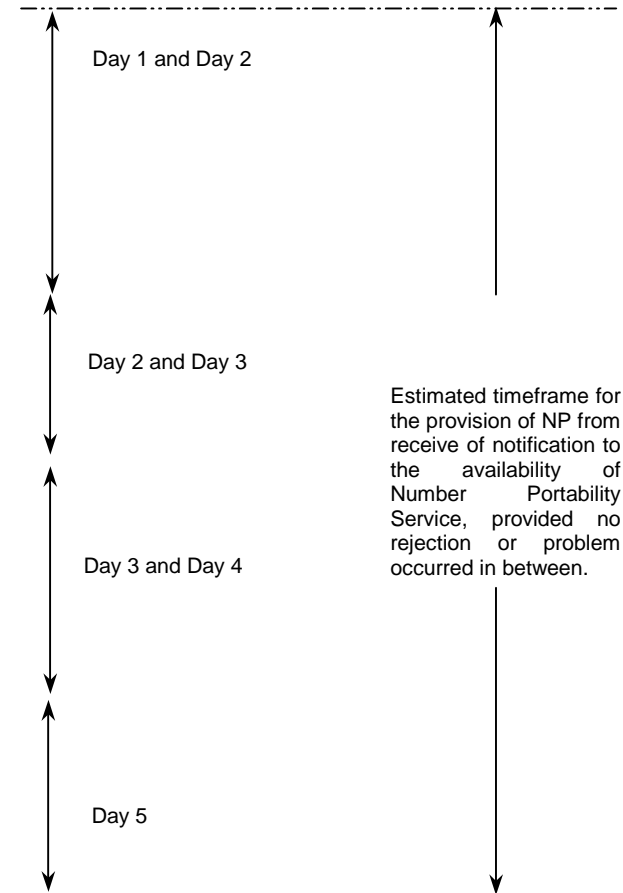 Day 1 and Day 2
Day 2 and Day 3
Estimated timeframe for
the provision of NP from
receive of notification to
the availability of
Number Portability
Service, provided no
rejection or problem
occurred in between.
Day 3 and Day 4
Day 5